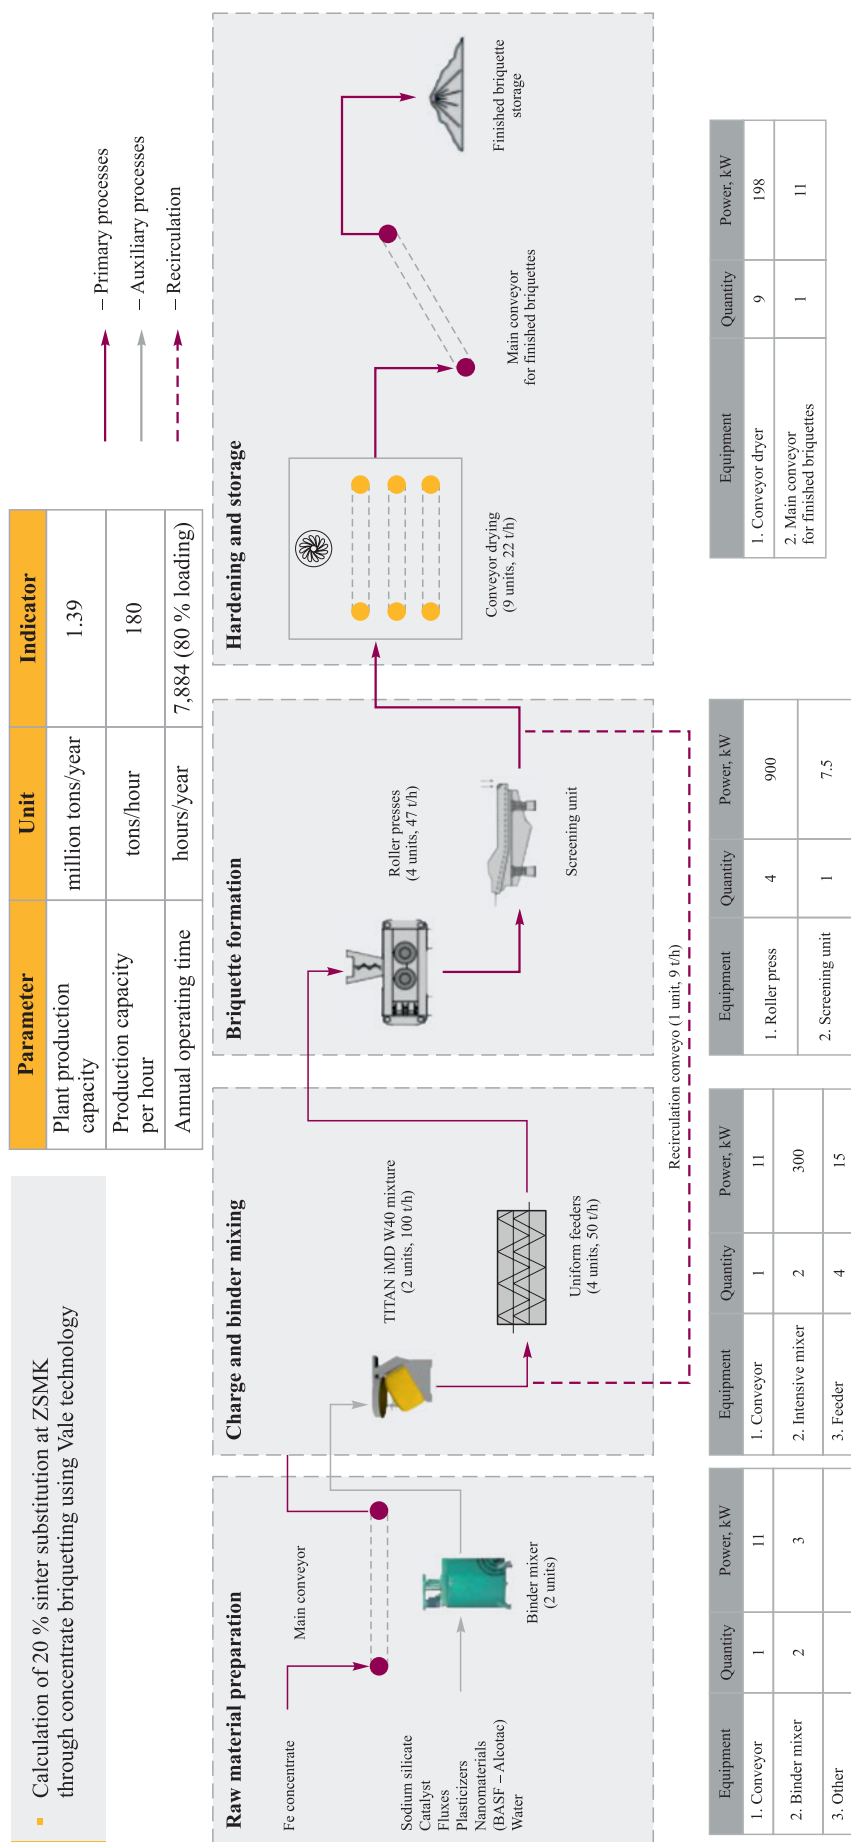 Calculation of 20 % sinter substitution at ZSMK
through concentrate briquetting using Vale technology
Parameter Unit Indicator
Plant production
capacity
million tons/year 1.39
Production capacity
per hour
tons/hour 180
Annual operating time hours/year 7,884 (80 % loading)
– Primary processes
– Auxiliary processes
– Recirculation
Raw material preparation
Fe concentrate
Main conveyor
Sodium silicate
Catalyst
Fluxes
Plasticizers
Nanomaterials
(BASF – Alcotac)
Water
Binder mixer
(2 units)
Charge and binder mixing
TITAN iMD W40 mixture
(2 units, 100 t/h)
Uniform feeders
(4 units, 50 t/h)
Briquette formation
Roller presses
(4 units, 47 t/h)
Screening unit
Recirculation conveyo (1 unit, 9 t/h)
Hardening and storage
Conveyor drying
(9 units, 22 t/h)
Main conveyor
for finished briquettes
Finished briquette
storage
Equipment Quantity Power, kW
1. Conveyor 1 11
2. Binder mixer 2 3
3. Other
Equipment Quantity Power, kW
1. Conveyor 1 11
2. Intensive mixer 2 300
3. Feeder 4 15
Equipment Quantity Power, kW
1. Roller press 4 900
2. Screening unit 1 7.5
Equipment Quantity Power, kW
1. Conveyor dryer 9 198
2. Main conveyor
for finished briquettes
1 11